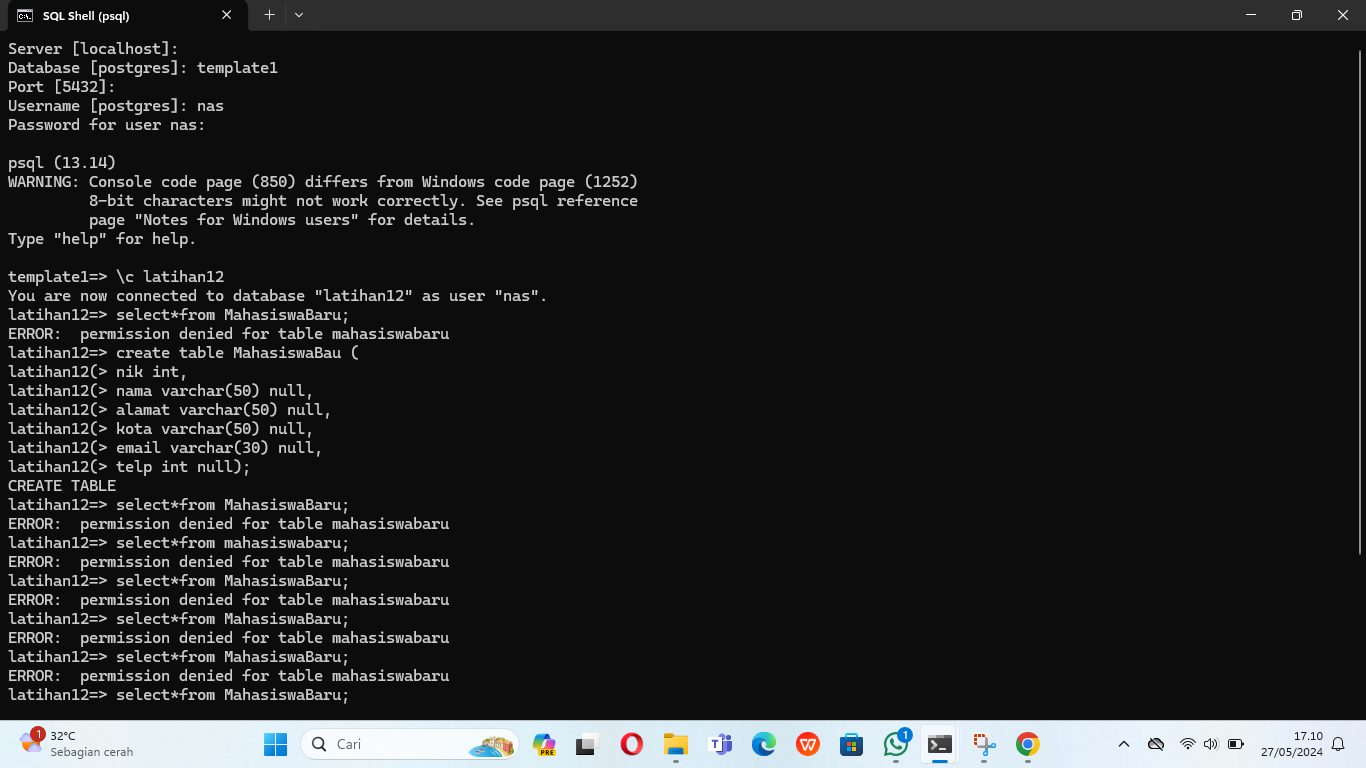 SQL Shell (psql)
Server [localhost]:
Database [postgres]: template1
Port [5432]:
Username [postgres]: nas
Password for user nas:
psql (13.14)
WARNING: Console code page (850) differs from Windows code page (1252)
         8-bit characters might not work correctly. See psql reference
         page "Notes for Windows users" for details.
Type "help" for help.
template1=> \c latihan12
You are now connected to database "latihan12" as user "nas".
latihan12=> select*from MahasiswaBaru;
ERROR:  permission denied for table mahasiswabaru
latihan12=> create table MahasiswaBau (
latihan12(> nik int,
latihan12(> nama varchar(50) null,
latihan12(> alamat varchar(50) null,
latihan12(> kota varchar(50) null,
latihan12(> email varchar(30) null,
latihan12(> telp int null);
CREATE TABLE
latihan12=> select*from MahasiswaBaru;
ERROR:  permission denied for table mahasiswabaru
latihan12=> select*from mahasiswabaru;
ERROR:  permission denied for table mahasiswabaru
latihan12=> select*from MahasiswaBaru;
ERROR:  permission denied for table mahasiswabaru
latihan12=> select*from MahasiswaBaru;
ERROR:  permission denied for table mahasiswabaru
latihan12=> select*from MahasiswaBaru;
ERROR:  permission denied for table mahasiswabaru
latihan12=> select*from MahasiswaBaru;
1
32°C
Sebagian cerah
Cari
PRE
1
17.10
27/05/2024